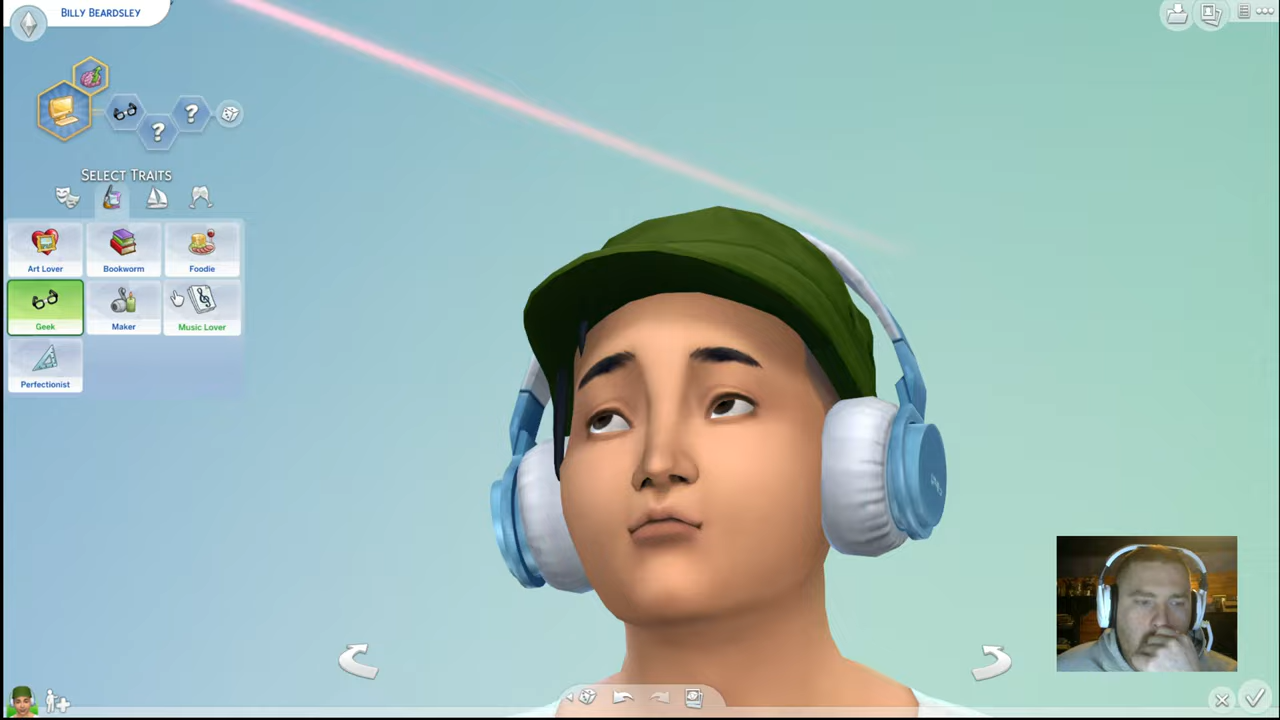 BILLY BEARDSLEY
SELECT TRAITS
Art Lover
Bookworm
Foodie
Geek
Maker
Music Lover
Perfectionist